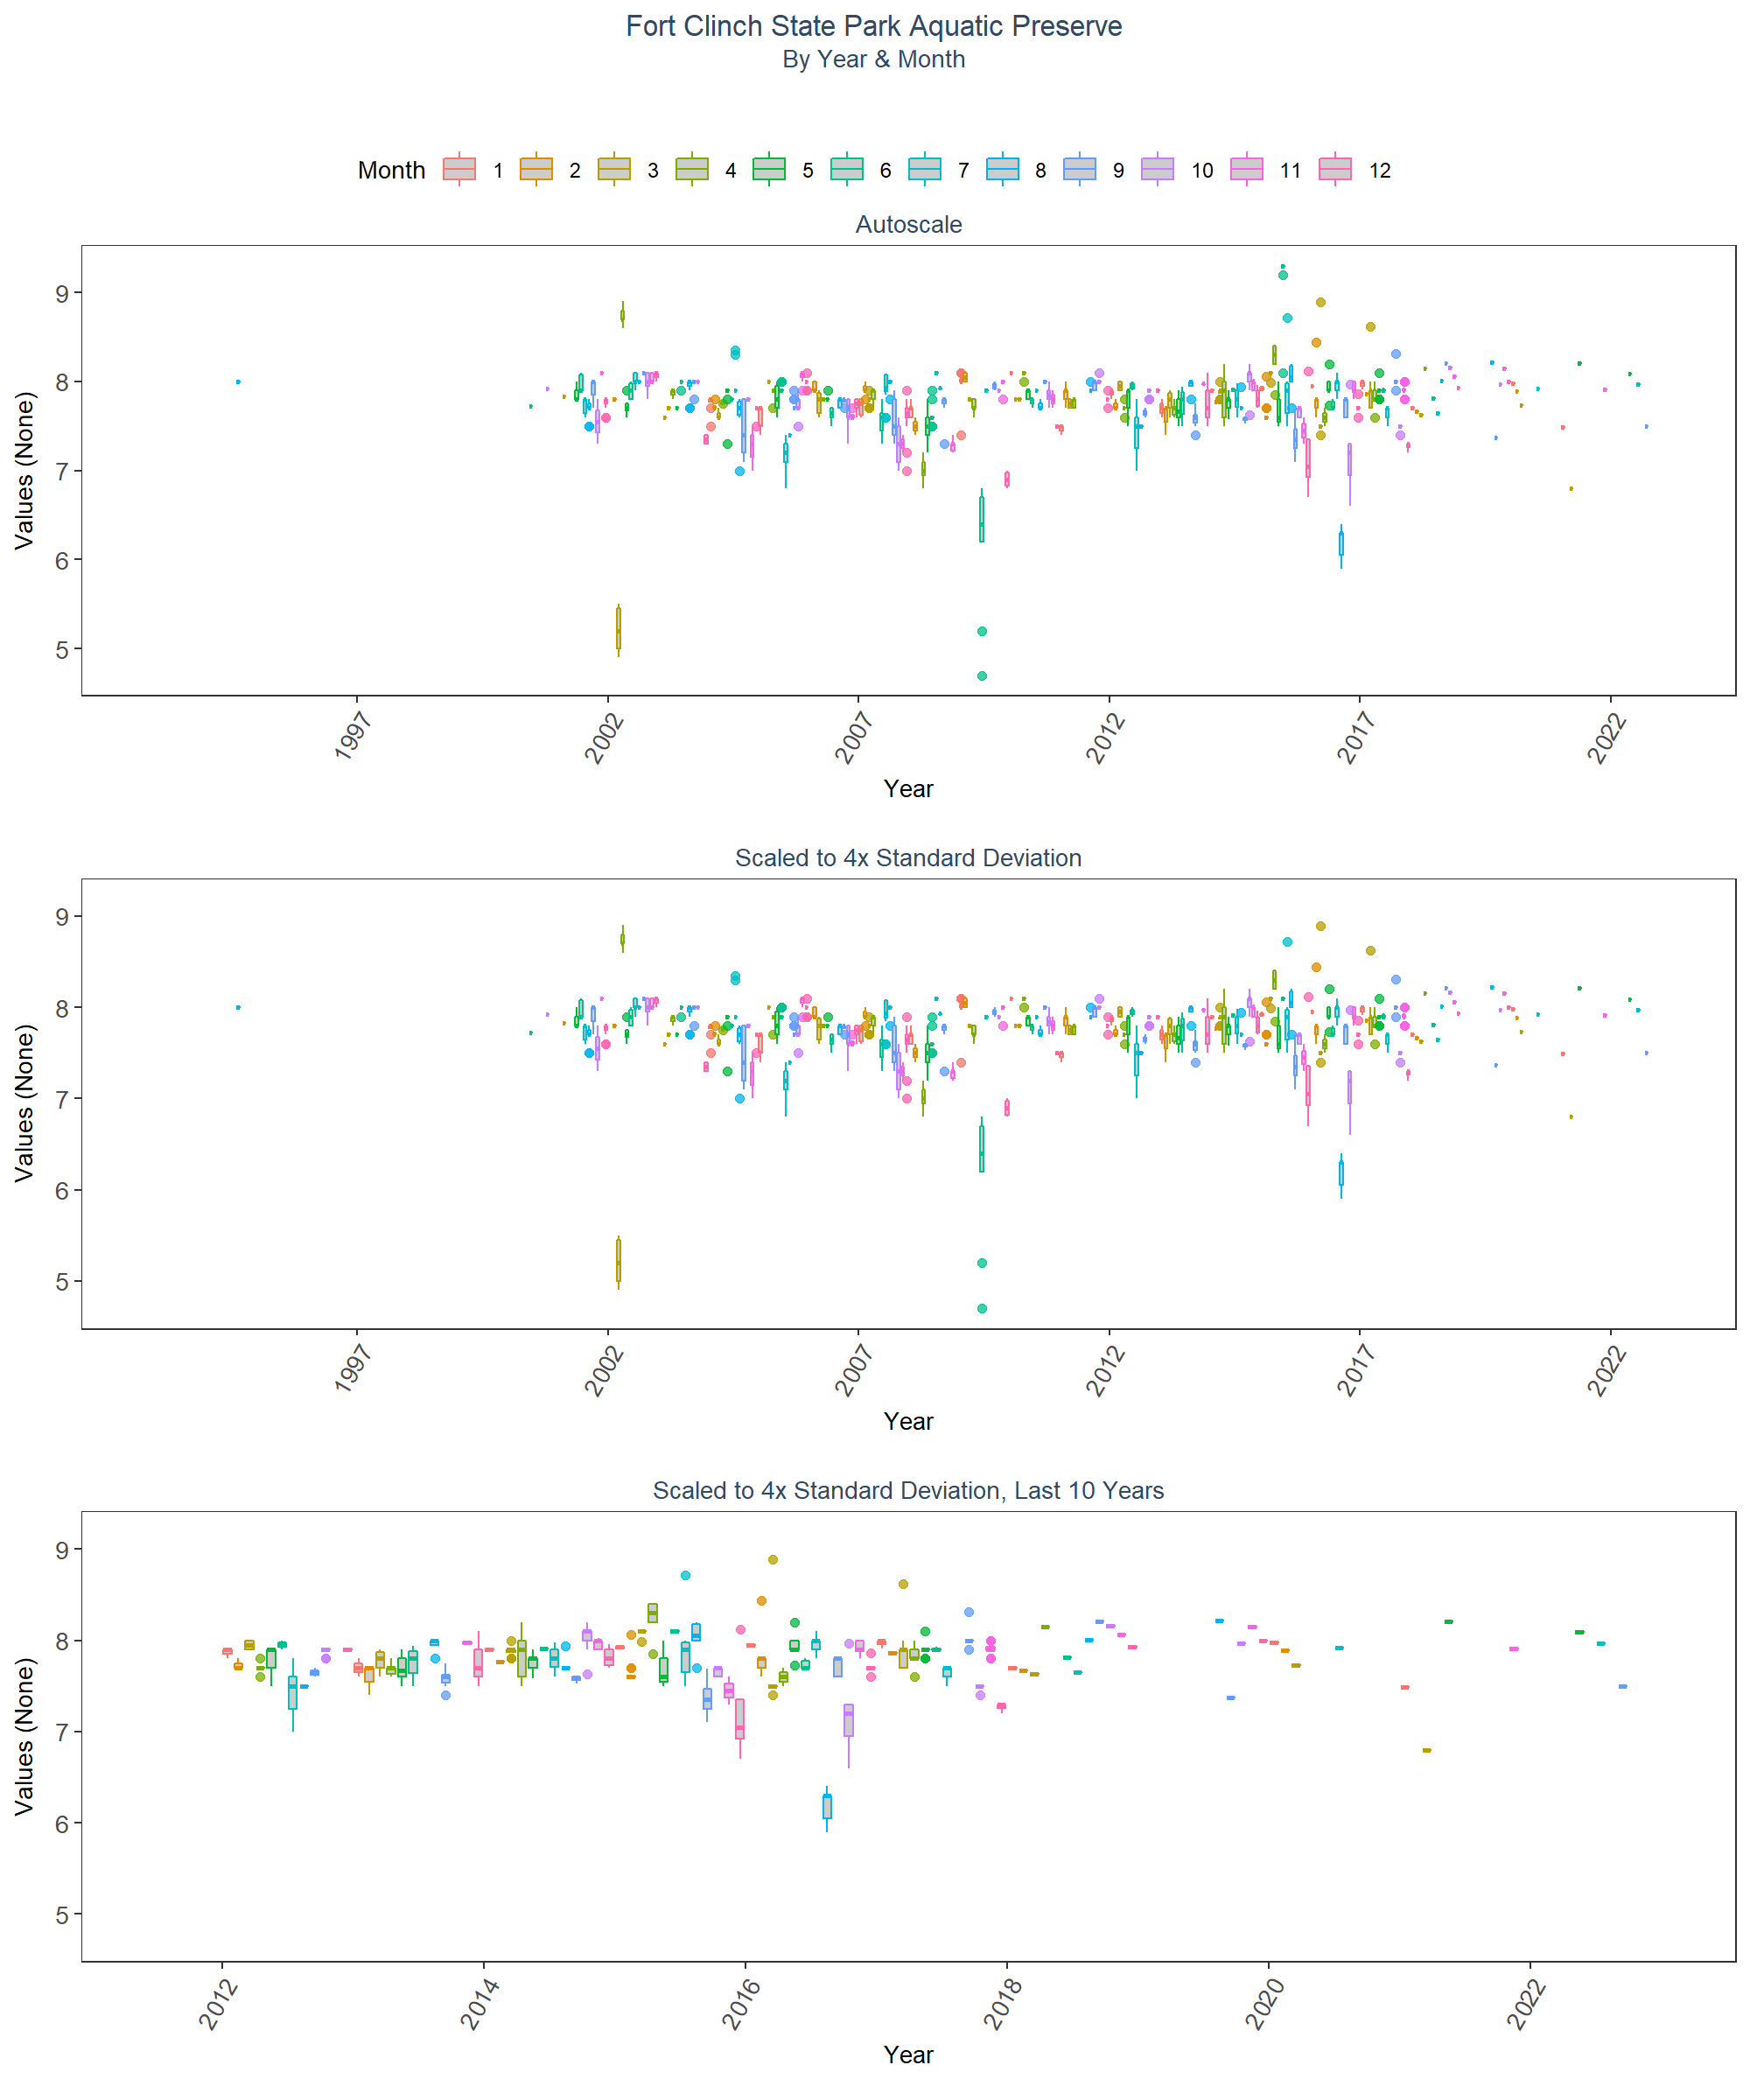 Fort Clinch State Park Aquatic Preserve
By Year & Month
Month 1 2 3 4 5 6 7 8 9 10 11 12
Autoscale
Values (None)
9
8
7
6
5
1997 2002 2007 2012 2017 2022
Year
Scaled to 4x Standard Deviation
Values (None)
9
8
7
6
5
1997 2002 2007 2012 2017 2022
Year
Scaled to 4x Standard Deviation, Last 10 Years
Values (None)
9
8
7
6
5
2012 2014 2016 2018 2020 2022
Year